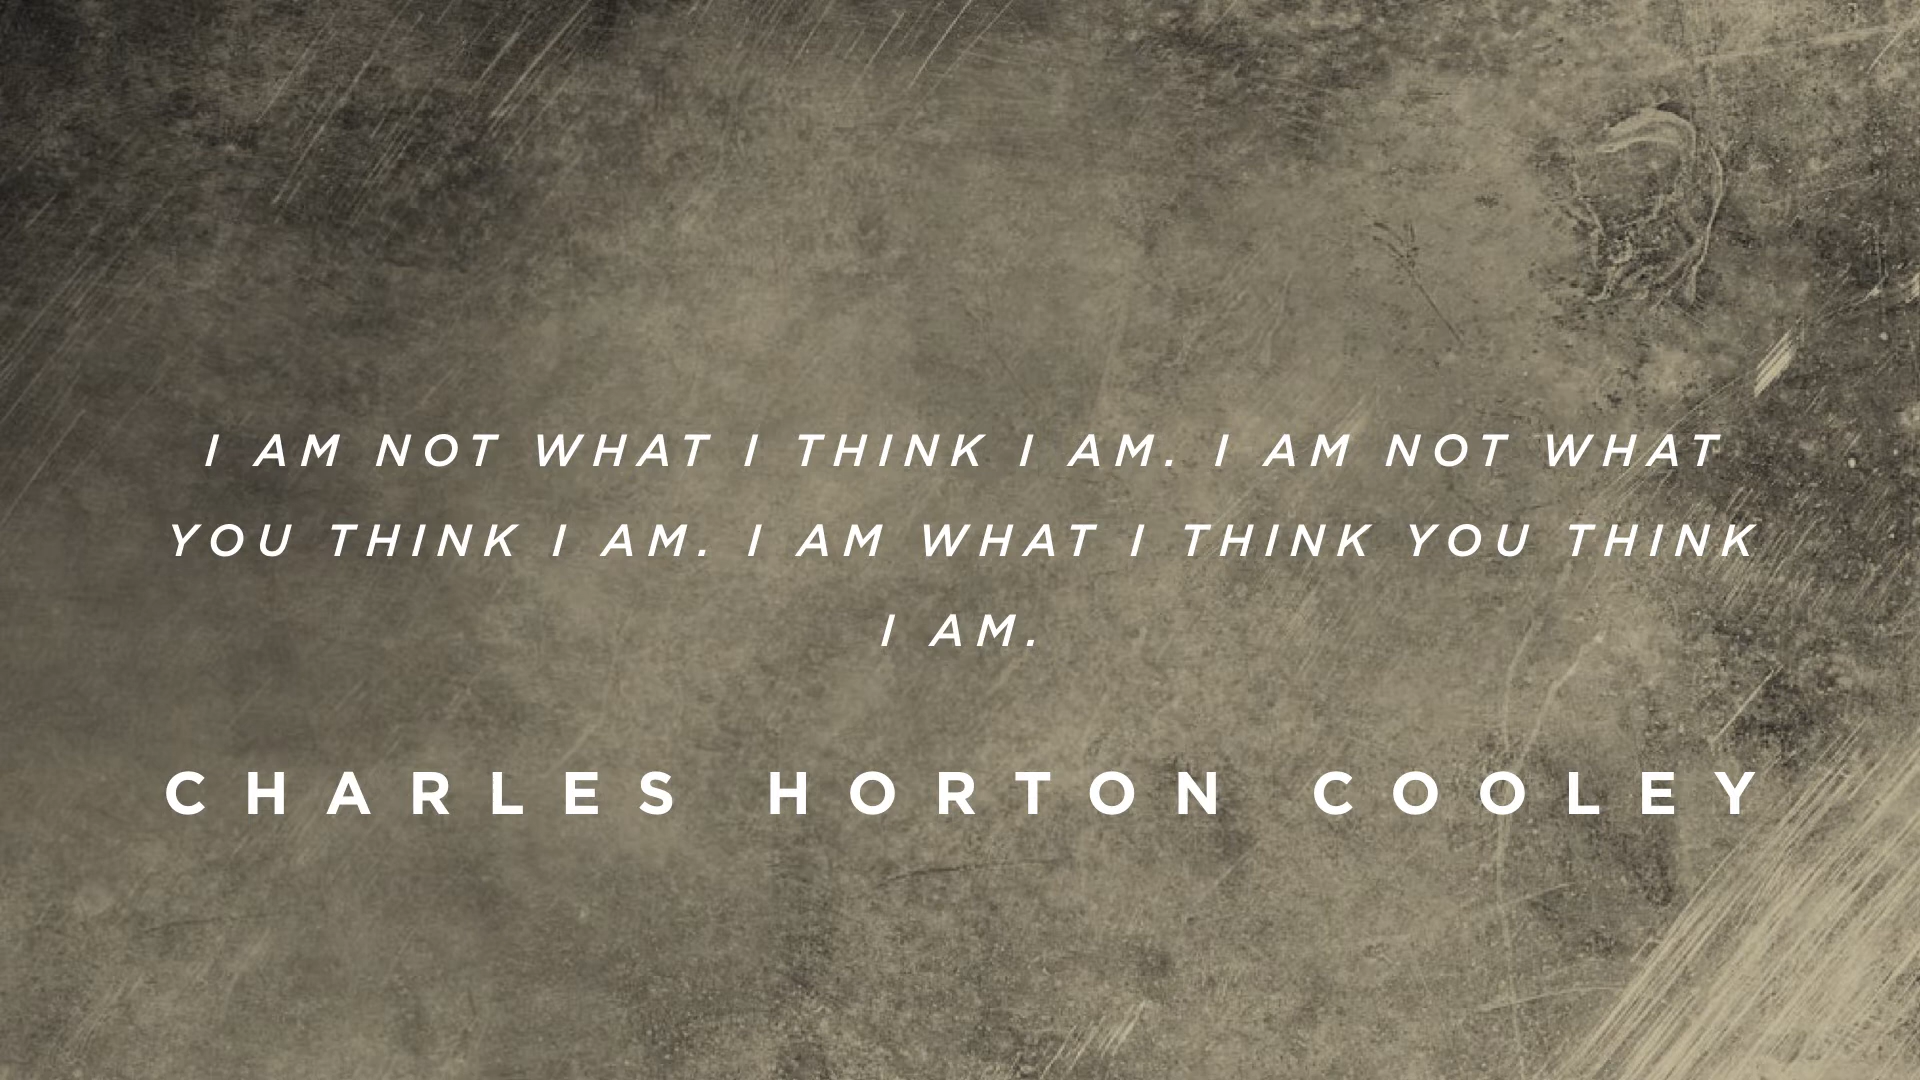 I AM NOT WHAT I THINK I AM. I AM NOT WHAT
YOU THINK I AM. I AM WHAT I THINK YOU THINK
I AM.
CHARLES HORTON COOLEY